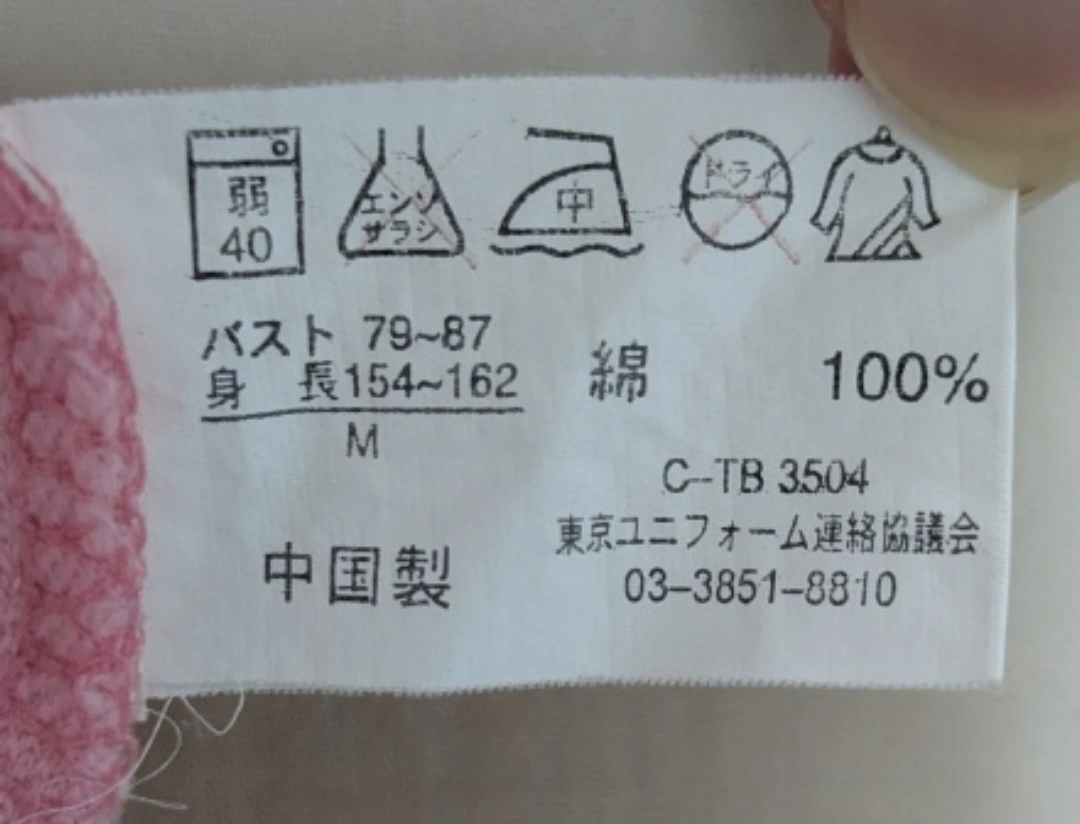 弱
40
エンソ
サラシ
中
ドライ
バスト 79~87
身 長154~162
M
綿 100%
C-TB 3504
東京ユニフォーム連絡協議会
03-3851-8810
中国製